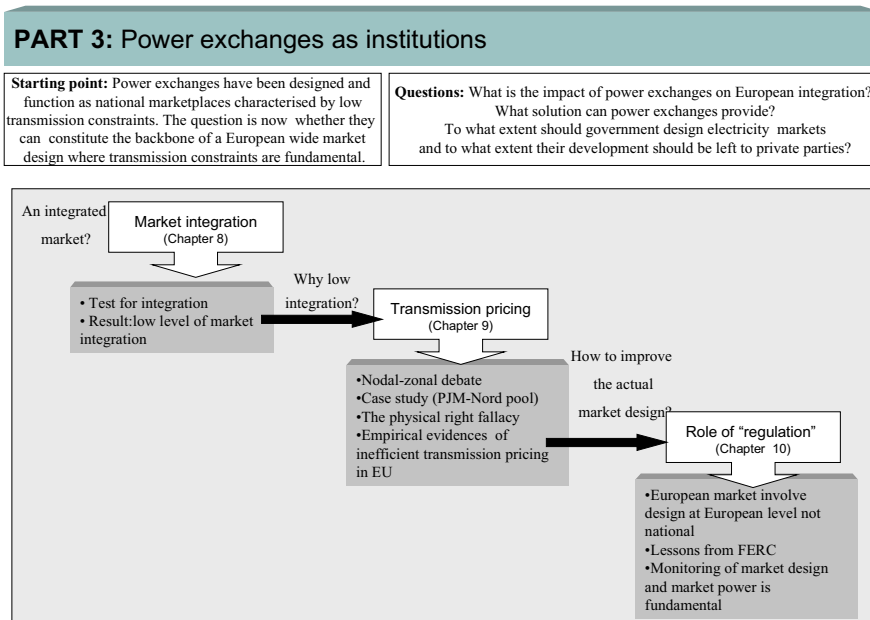 PART 3: Power exchanges as institutions
Starting point: Power exchanges have been designed and
function as national marketplaces characterised by low
transmission constraints. The question is now whether they
can constitute the backbone of a European wide market
design where transmission constraints are fundamental.
Questions: What is the impact of power exchanges on European integration?
What solution can power exchanges provide?
To what extent should government design electricity markets
and to what extent their development should be left to private parties?
An integrated
market?
Market integration
(Chapter 8)
• Test for integration
• Result:low level of market
integration
Why low
integration?
Transmission pricing
(Chapter 9)
•Nodal-zonal debate
•Case study (PJM-Nord pool)
•The physical right fallacy
•Empirical evidences of
inefficient transmission pricing
in EU
How to improve
the actual
market design?
Role of “regulation”
(Chapter 10)
•European market involve
design at European level not
national
•Lessons from FERC
•Monitoring of market design
and market power is
fundamental